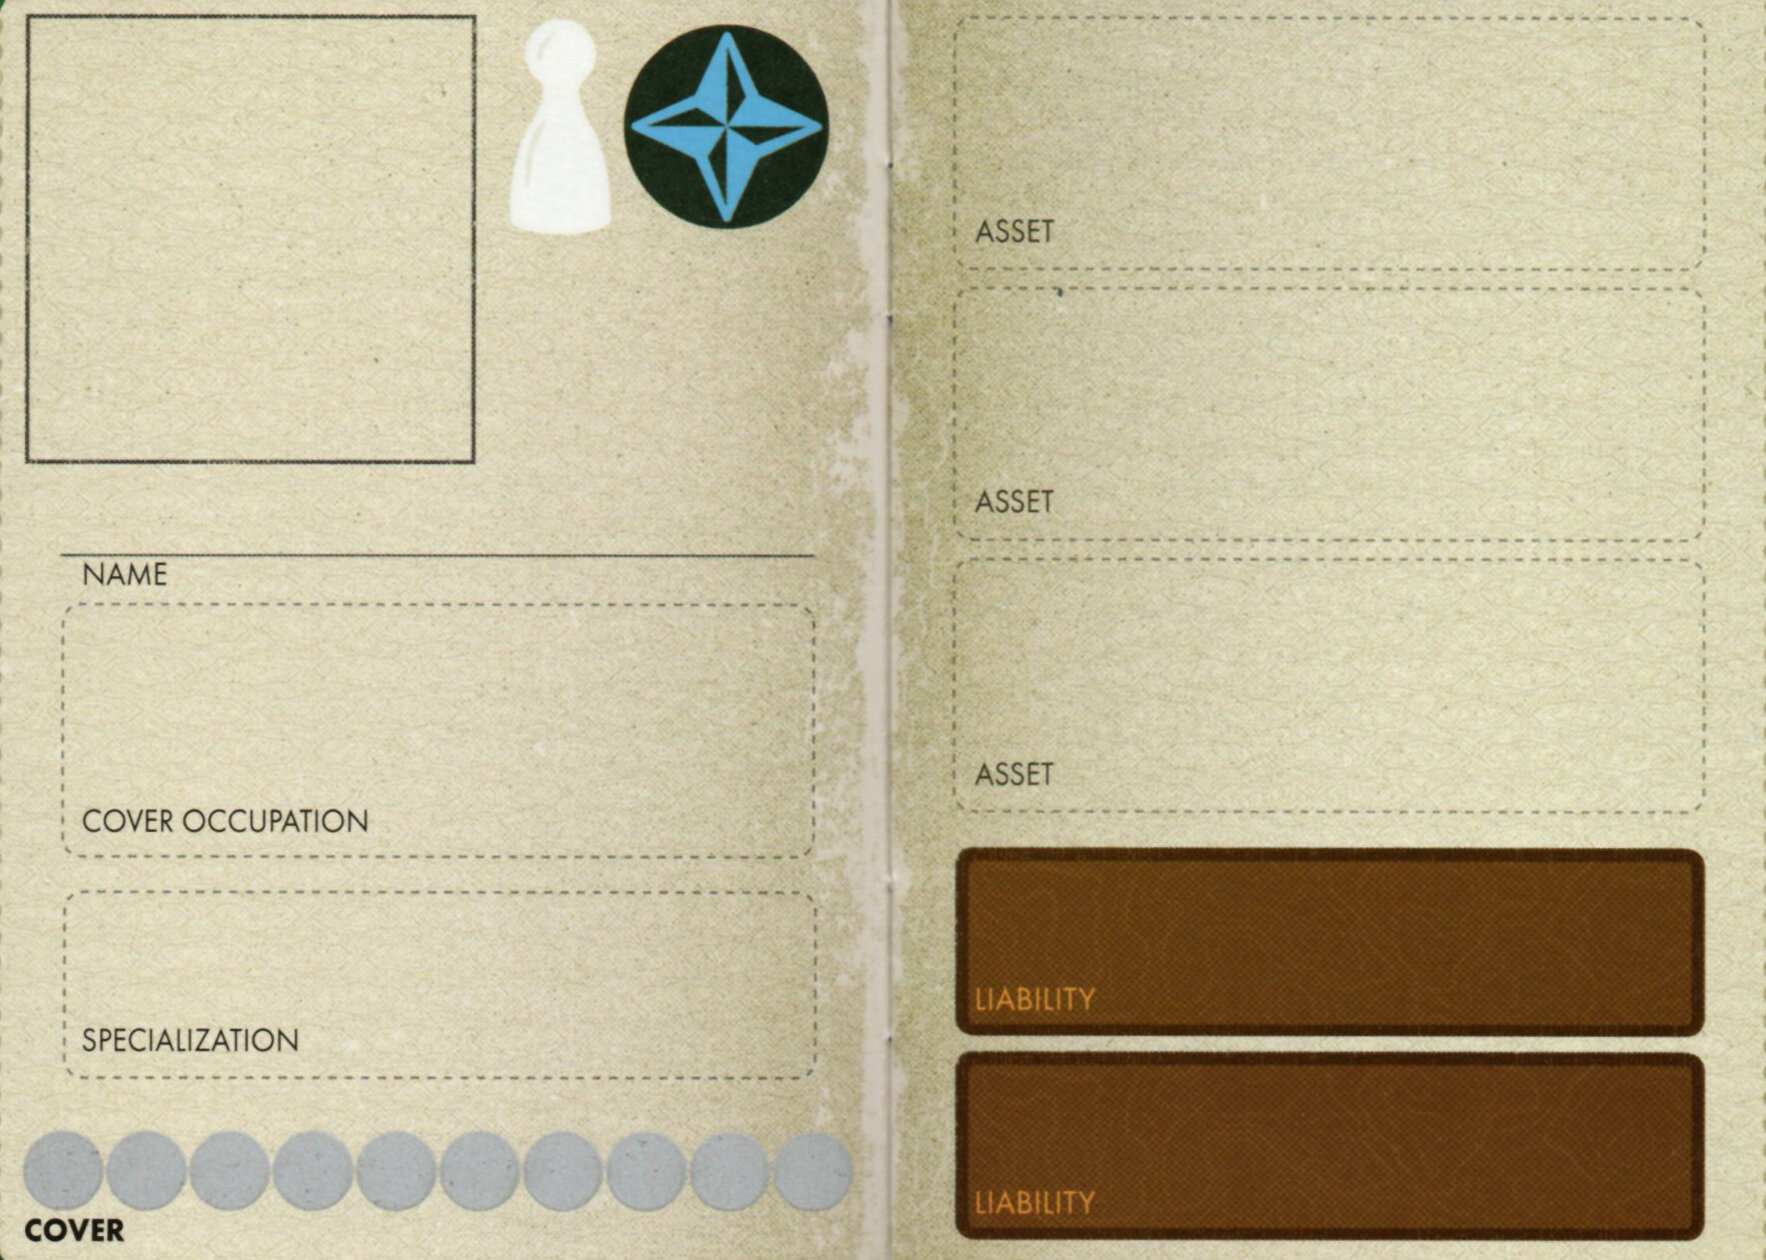 NAME
COVER OCCUPATION
SPECIALIZATION
COVER
ASSET
ASSET
ASSET
LIABILITY
LIABILITY